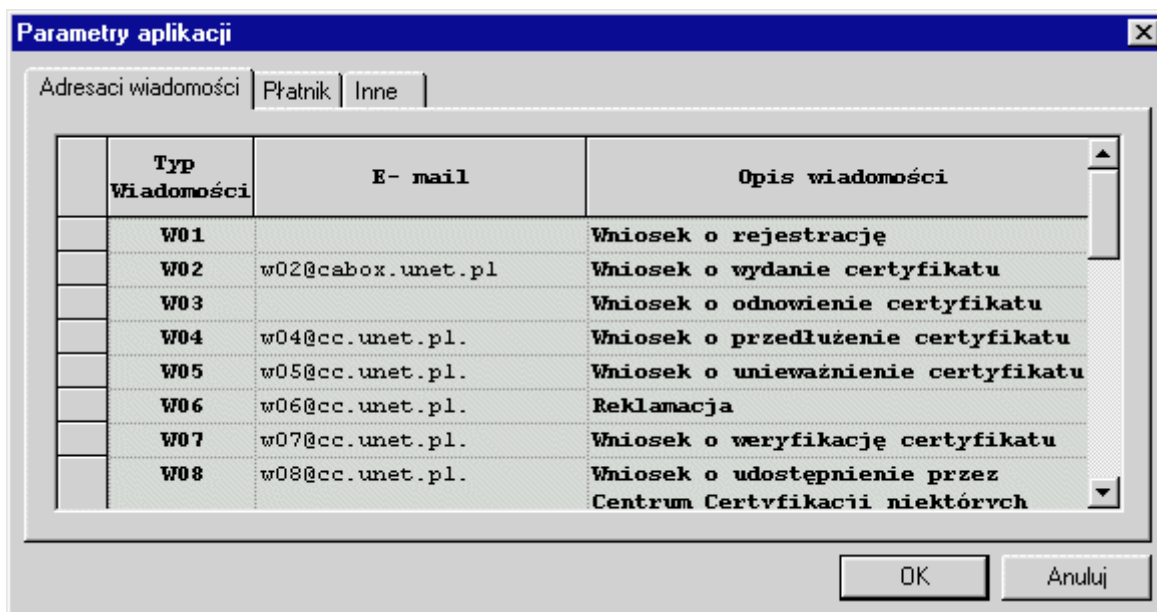 Parametry aplikacji
Adresaci wiadomości Płatnik Inne
Typ Wiadomości E- mail Opis wiadomości
W01 Wniosek o rejestrację
W02 w02@cabox.unet.pl Wniosek o wydanie certyfikatu
W03 Wniosek o odnowienie certyfikatu
W04 w04@cc.unet.pl. Wniosek o przedłużenie certyfikatu
W05 w05@cc.unet.pl. Wniosek o unieważnienie certyfikatu
W06 w06@cc.unet.pl. Reklamacja
W07 w07@cc.unet.pl. Wniosek o weryfikację certyfikatu
W08 w08@cc.unet.pl. Wniosek o udostępnienie przez
Centrum Certyfikacji niektórych
OK Anuluj